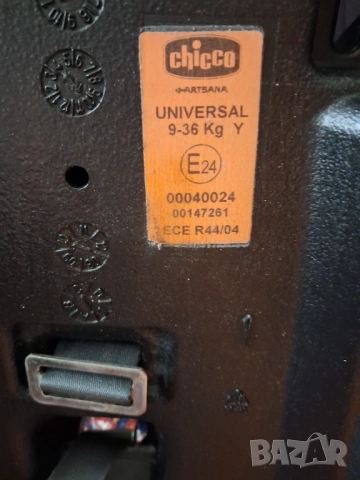 chicco
ARTSANA
UNIVERSAL
9-36 Kg Y
E24
00040024
00147261
ECE R44/04
BAZAR